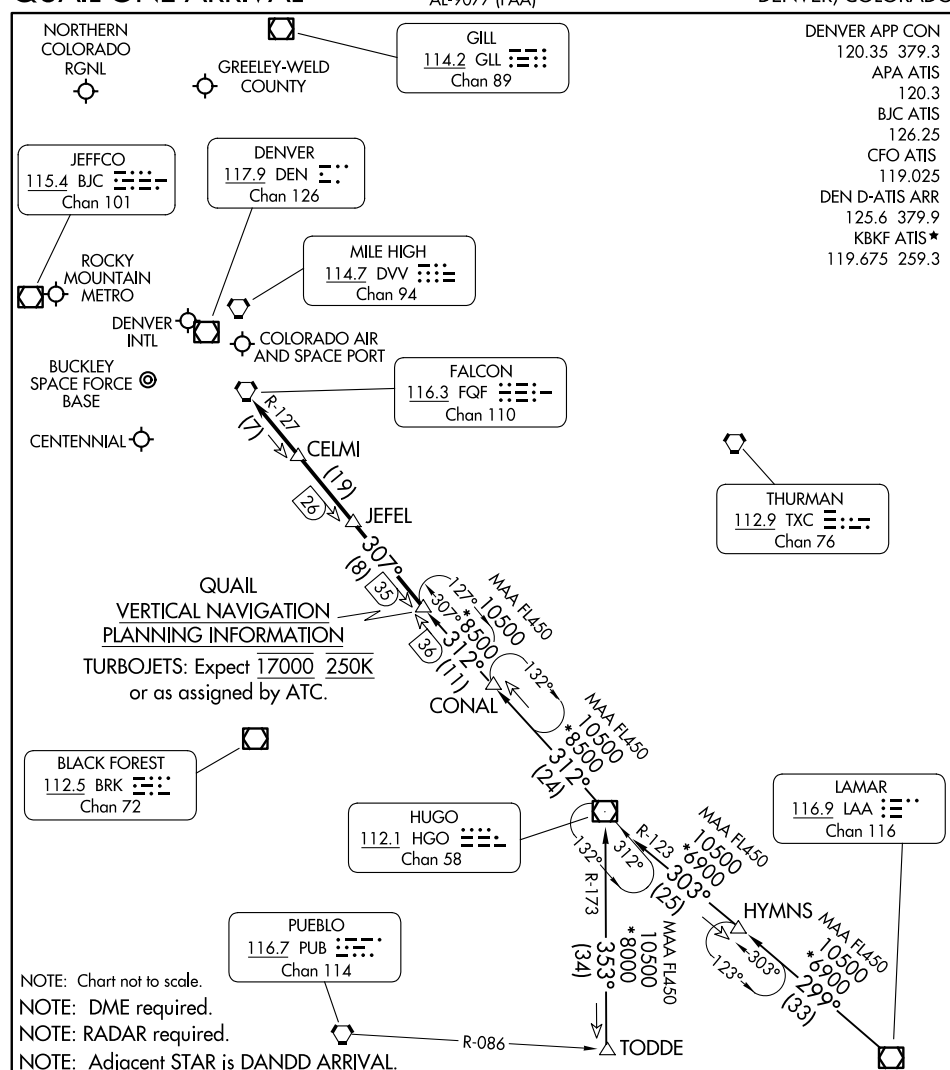 QUAIL ONE ARRIVAL
AL-9077 (FAA)
DENVER, COLORADO
NORTHERN
COLORADO
RGNL
GREELEY-WELD
COUNTY
GILL
114.2 GLL
Chan 89
DENVER APP CON
120.35 379.3
APA ATIS
120.3
BJC ATIS
126.25
CFO ATIS
119.025
DEN D-ATIS ARR
125.6 379.9
KBKF ATIS★
119.675 259.3
JEFFCO
115.4 BJC
Chan 101
DENVER
117.9 DEN
Chan 126
MILE HIGH
114.7 DVV
Chan 94
ROCKY
MOUNTAIN
METRO
DENVER
INTL
COLORADO AIR
AND SPACE PORT
BUCKLEY
SPACE FORCE
BASE
CENTENNIAL
FALCON
116.3 FQF
Chan 110
R-127
(7)
CELMI
(19)
26
JEFEL
307°
(8)
35
THURMAN
112.9 TXC
Chan 76
QUAIL
VERTICAL NAVIGATION
PLANNING INFORMATION
TURBOJETS: Expect 17000 250K
or as assigned by ATC.
127°
307°
MAA FL450
10500
*8500
312°
(11)
36
CONAL
132°
MAA FL450
10500
*8500
312°
(24)
BLACK FOREST
112.5 BRK
Chan 72
HUGO
112.1 HGO
Chan 58
132°
312°
LAMAR
116.9 LAA
Chan 116
R-123
MAA FL450
10500
*6900
303°
(25)
HYMNS
123°
303°
MAA FL450
10500
*6900
299°
(33)
R-173
MAA FL450
10500
*8000
353°
(34)
PUEBLO
116.7 PUB
Chan 114
R-086
TODDE
NOTE: Chart not to scale.
NOTE: DME required.
NOTE: RADAR required.
NOTE: Adjacent STAR is DANDD ARRIVAL.